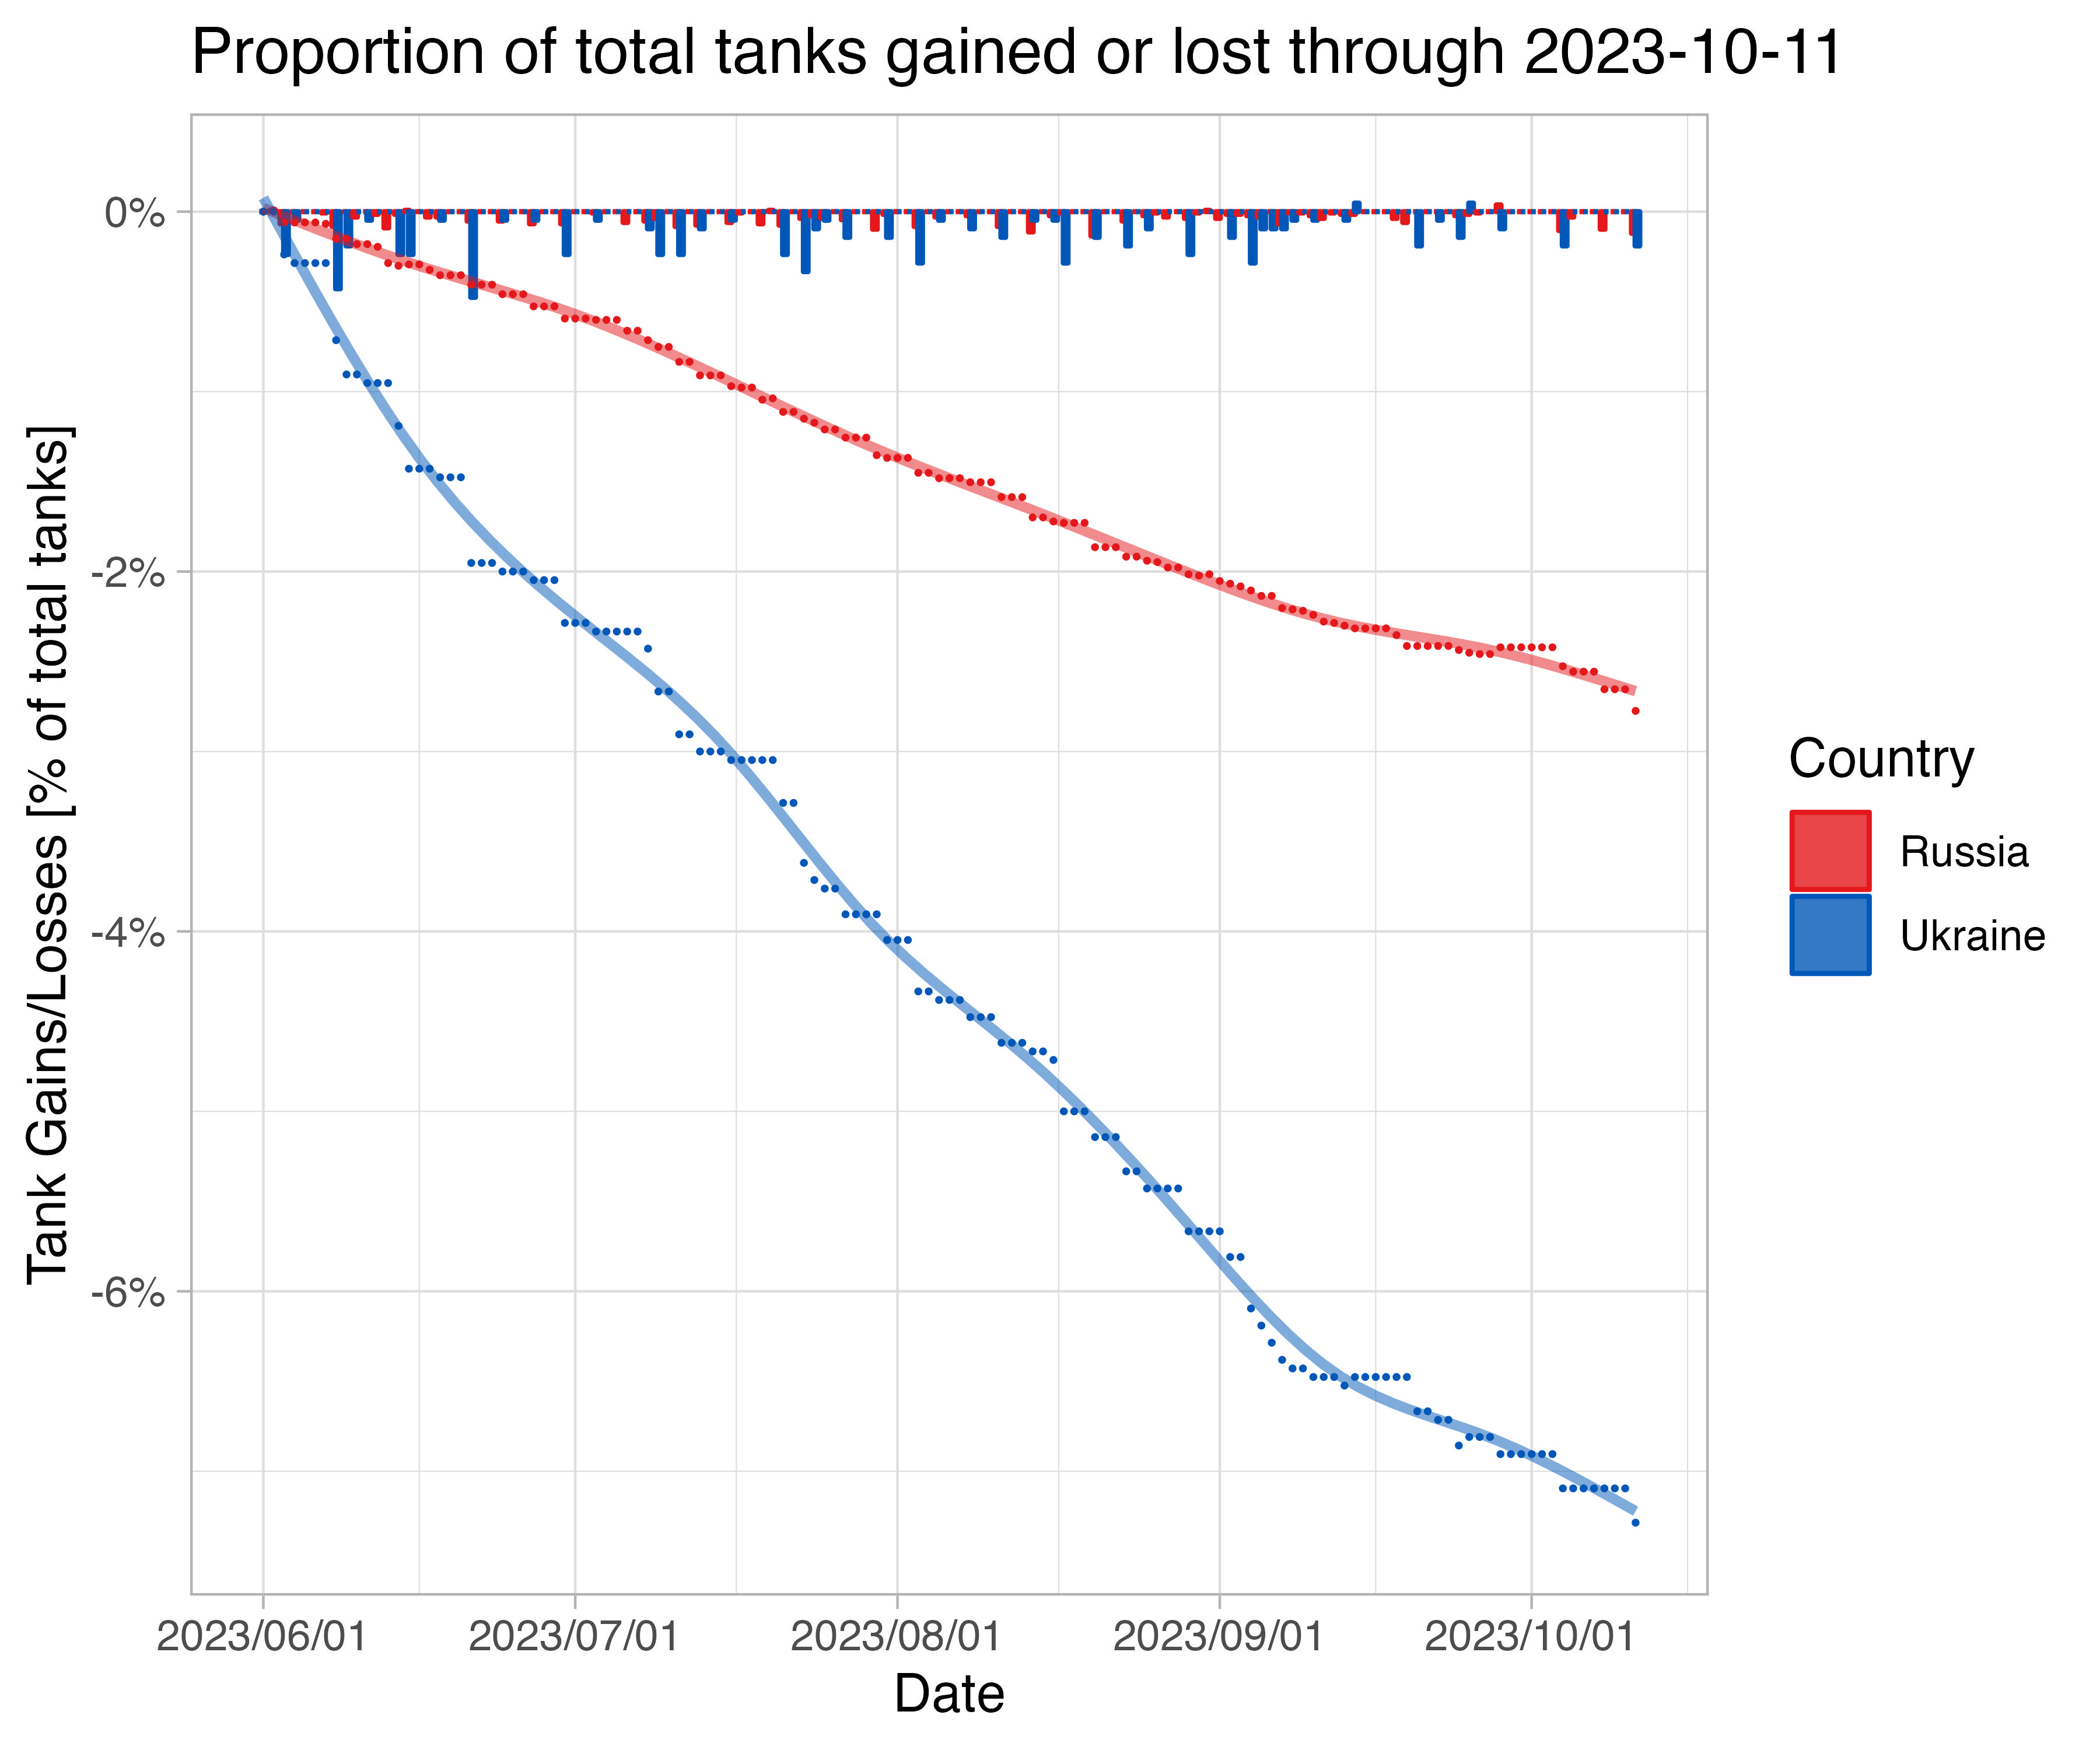 Proportion of total tanks gained or lost through 2023-10-11
Tank Gains/Losses [% of total tanks]
0%
-2%
-4%
-6%
2023/06/01
2023/07/01
2023/08/01
2023/09/01
2023/10/01
Date
Country
Russia
Ukraine